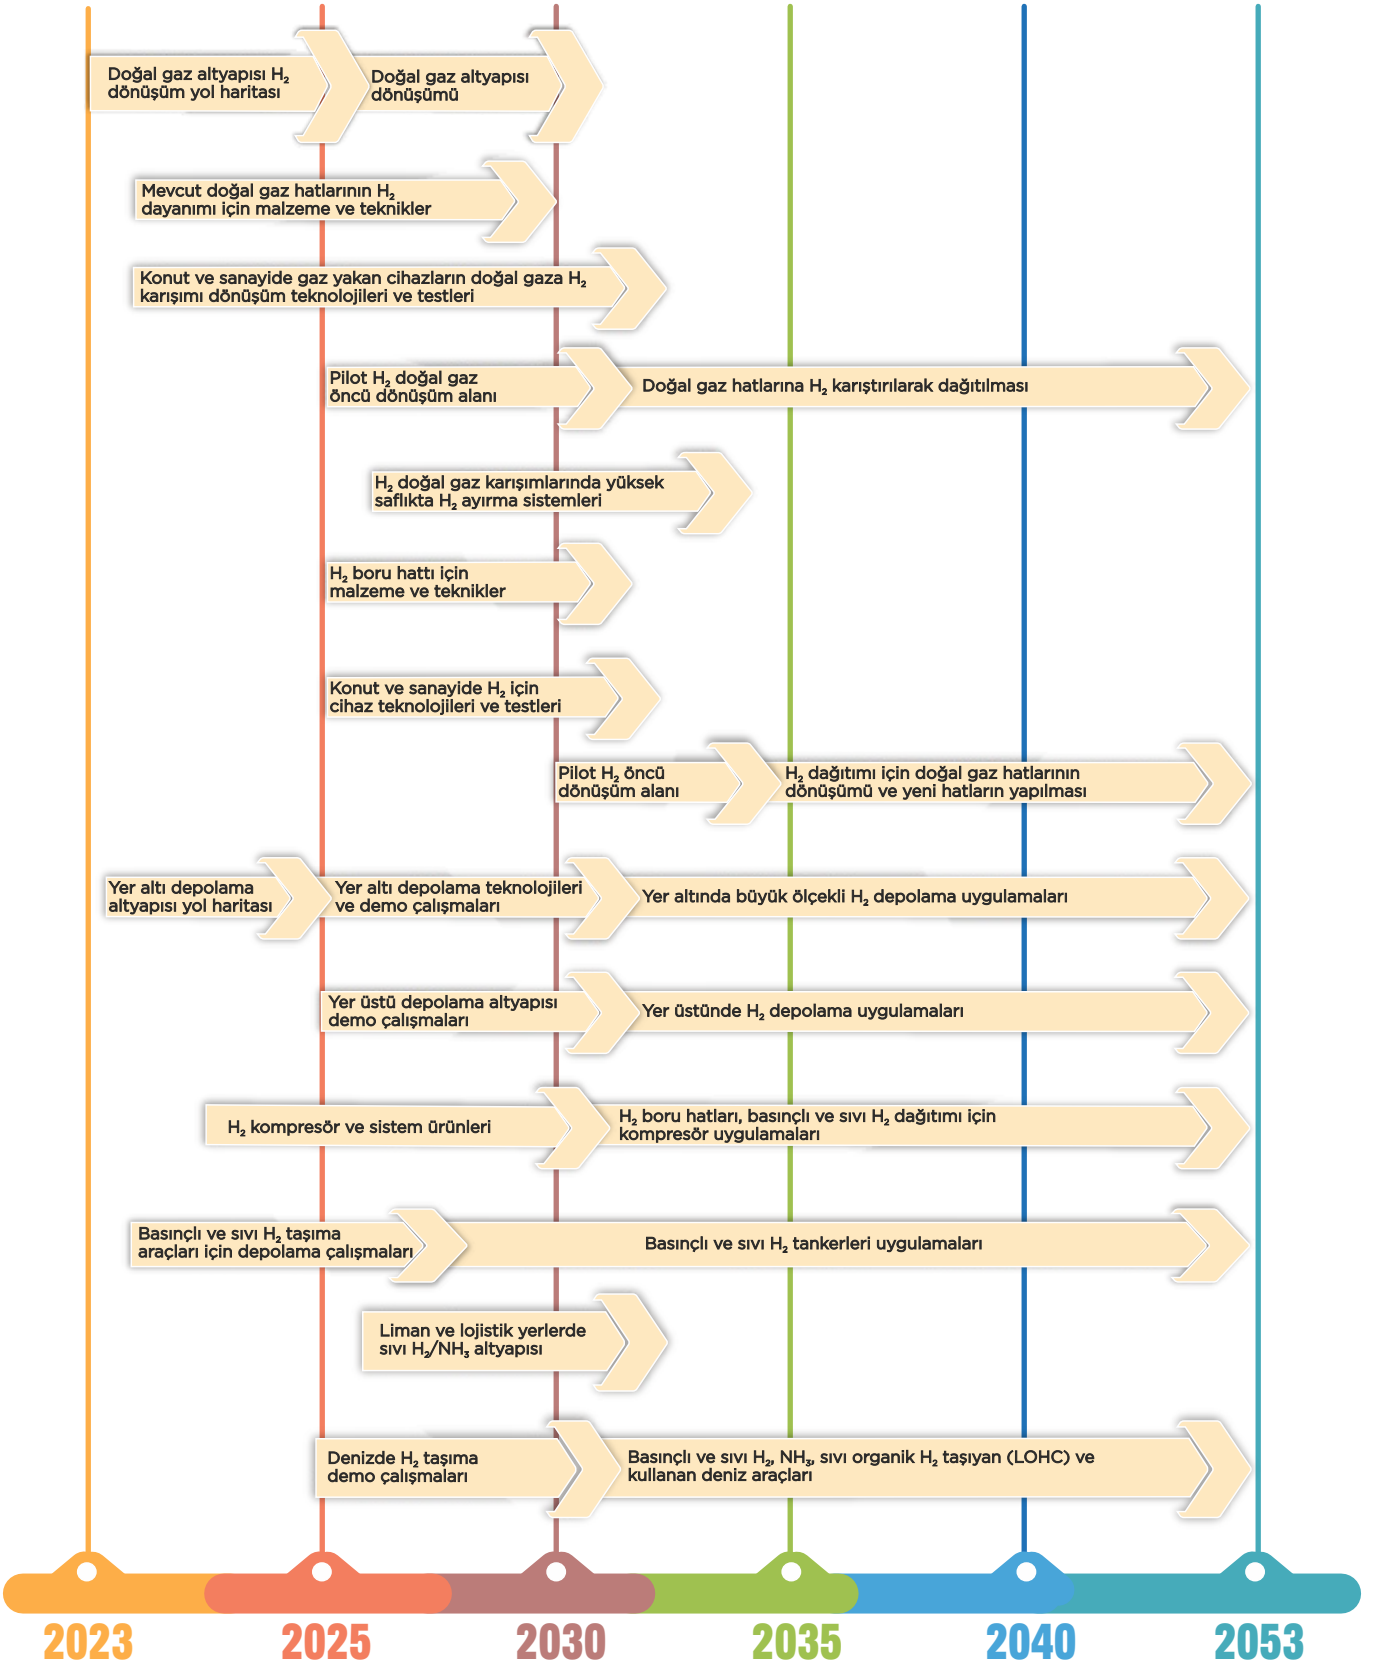 Doğal gaz altyapısı H₂
dönüşüm yol haritası
Doğal gaz altyapısı
dönüşümü
Mevcut doğal gaz hatlarının H₂
dayanımı için malzeme ve teknikler
Konut ve sanayide gaz yakan cihazların doğal gaza H₂
karışımı dönüşüm teknolojileri ve testleri
Pilot H₂ doğal gaz
öncü dönüşüm alanı
Doğal gaz hatlarına H₂ karıştırılarak dağıtılması
H₂ doğal gaz karışımlarında yüksek
saflıkta H₂ ayırma sistemleri
H₂ boru hattı için
malzeme ve teknikler
Konut ve sanayide H₂ için
cihaz teknolojileri ve testleri
Pilot H₂ öncü
dönüşüm alanı
H₂ dağıtımı için doğal gaz hatlarının
dönüşümü ve yeni hatların yapılması
Yer altı depolama
altyapısı yol haritası
Yer altı depolama teknolojileri
ve demo çalışmaları
Yer altında büyük ölçekli H₂ depolama uygulamaları
Yer üstü depolama altyapısı
demo çalışmaları
Yer üstünde H₂ depolama uygulamaları
H₂ kompresör ve sistem ürünleri
H₂ boru hatları, basınçlı ve sıvı H₂ dağıtımı için
kompresör uygulamaları
Basınçlı ve sıvı H₂ taşıma
araçları için depolama çalışmaları
Basınçlı ve sıvı H₂ tankerleri uygulamaları
Liman ve lojistik yerlerde
sıvı H₂/NH₃ altyapısı
Denizde H₂ taşıma
demo çalışmaları
Basınçlı ve sıvı H₂, NH₃, sıvı organik H₂ taşıyan (LOHC) ve
kullanan deniz araçları
2023
2025
2030
2035
2040
2053